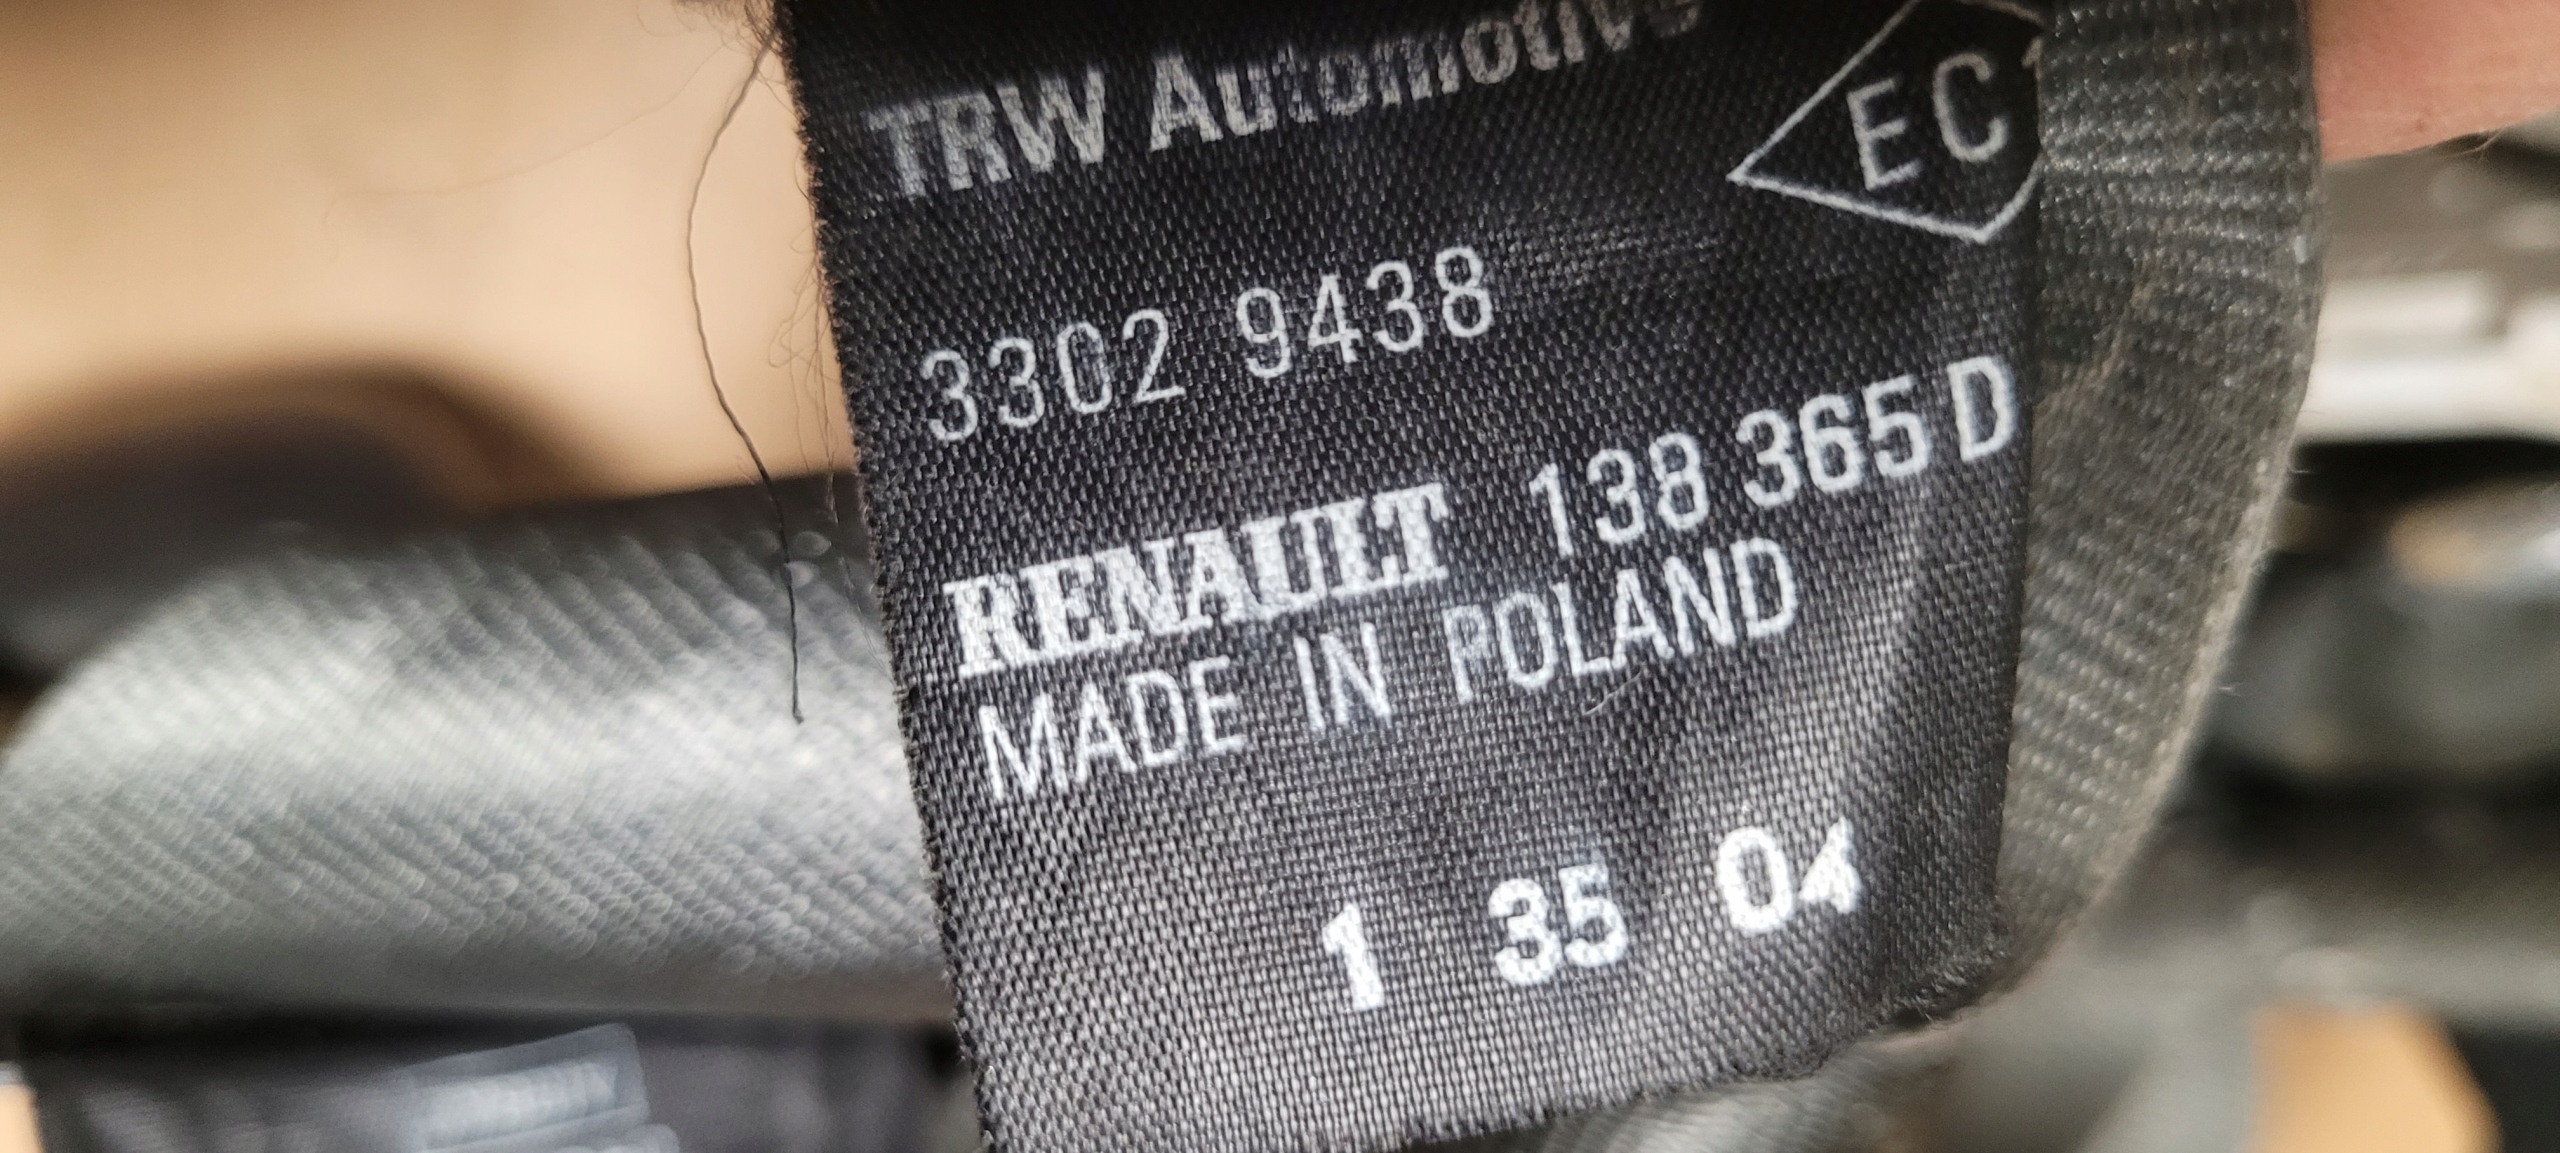 TRW Automotive
EC
3302 9438
RENAULT 138 365 D
MADE IN POLAND
1 35 04